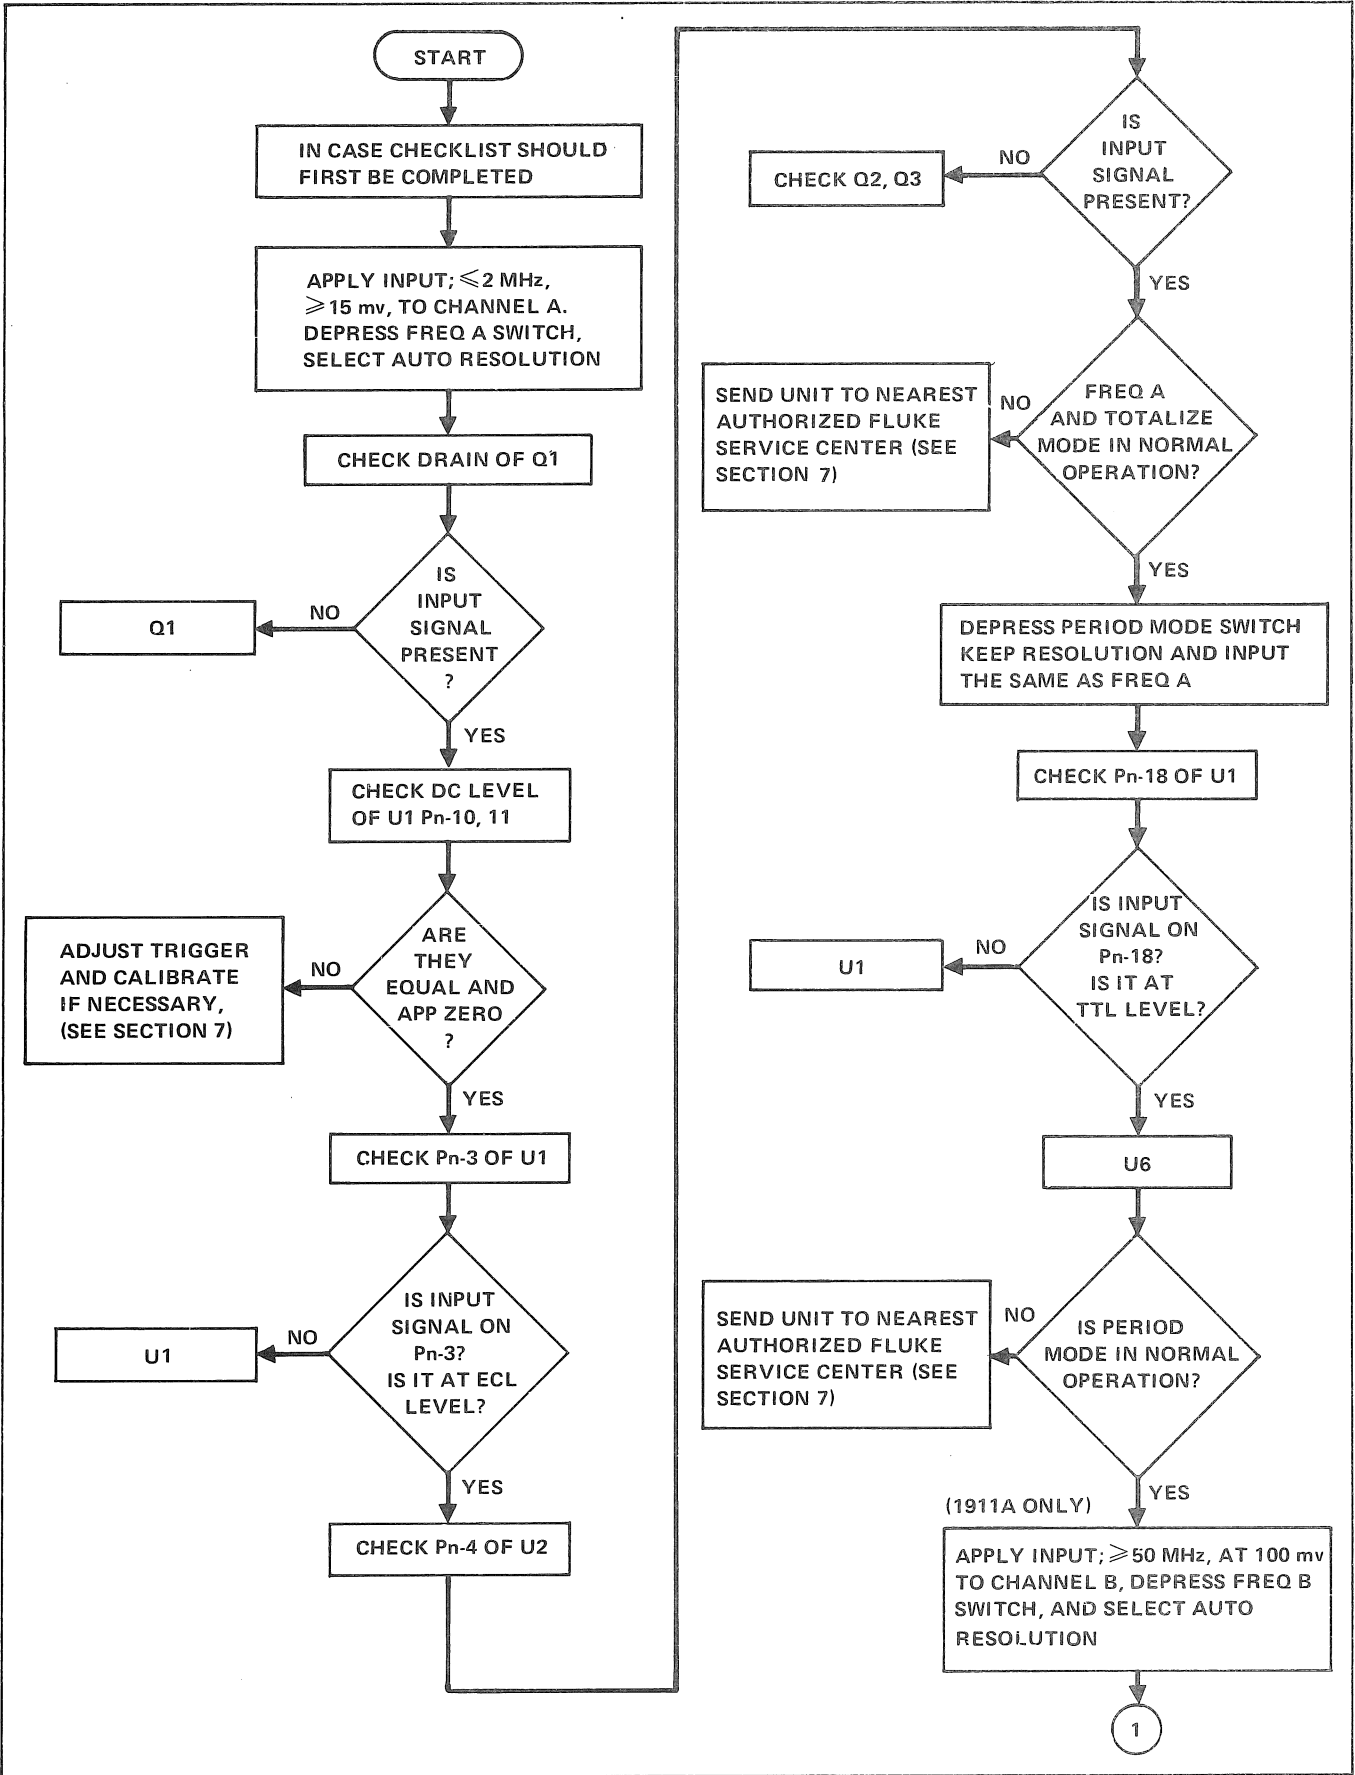 START
IN CASE CHECKLIST SHOULD
FIRST BE COMPLETED
APPLY INPUT; ⩽2 MHz,
⩾15 mv, TO CHANNEL A.
DEPRESS FREQ A SWITCH,
SELECT AUTO RESOLUTION
CHECK DRAIN OF Q1
IS
INPUT
SIGNAL
PRESENT
?
NO
Q1
YES
CHECK DC LEVEL
OF U1 Pn-10, 11
ARE
THEY
EQUAL AND
APP ZERO
?
NO
ADJUST TRIGGER
AND CALIBRATE
IF NECESSARY,
(SEE SECTION 7)
YES
CHECK Pn-3 OF U1
IS INPUT
SIGNAL ON
Pn-3?
IS IT AT ECL
LEVEL?
NO
U1
YES
CHECK Pn-4 OF U2
IS
INPUT
SIGNAL
PRESENT?
NO
CHECK Q2, Q3
YES
FREQ A
AND TOTALIZE
MODE IN NORMAL
OPERATION?
NO
SEND UNIT TO NEAREST
AUTHORIZED FLUKE
SERVICE CENTER (SEE
SECTION 7)
YES
DEPRESS PERIOD MODE SWITCH
KEEP RESOLUTION AND INPUT
THE SAME AS FREQ A
CHECK Pn-18 OF U1
IS INPUT
SIGNAL ON
Pn-18?
IS IT AT
TTL LEVEL?
NO
U1
YES
U6
IS PERIOD
MODE IN NORMAL
OPERATION?
NO
SEND UNIT TO NEAREST
AUTHORIZED FLUKE
SERVICE CENTER (SEE
SECTION 7)
YES
(1911A ONLY)
APPLY INPUT; ⩾50 MHz, AT 100 mv
TO CHANNEL B, DEPRESS FREQ B
SWITCH, AND SELECT AUTO
RESOLUTION
1